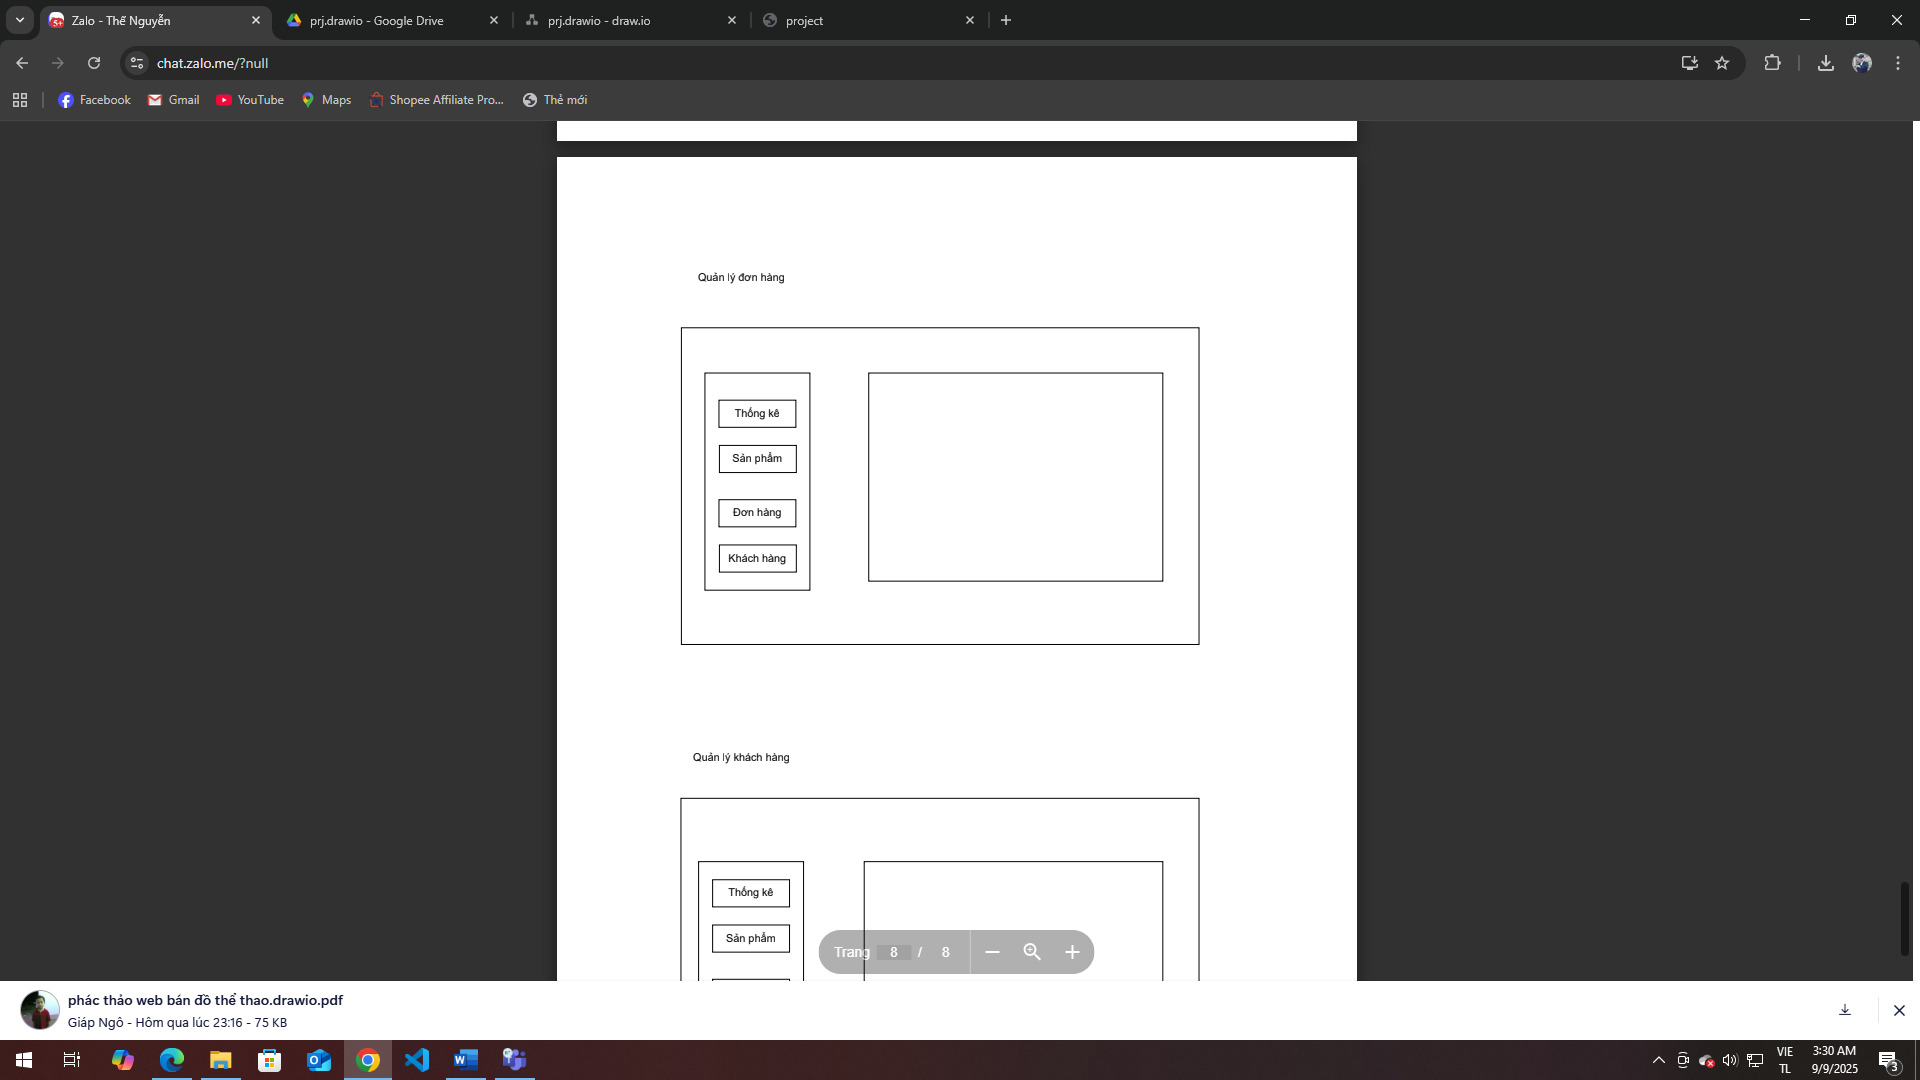 Zalo - Thế Nguyễn
prj.drawio - Google Drive
prj.drawio - draw.io
project
chat.zalo.me/?null
Facebook
Gmail
YouTube
Maps
Shopee Affiliate Pro...
Thẻ mới
Quản lý đơn hàng
Thống kê
Sản phẩm
Đơn hàng
Khách hàng
Quản lý khách hàng
Thống kê
Sản phẩm
Trang 8 / 8
phác thảo web bán đồ thể thao.drawio.pdf
Giáp Ngô - Hôm qua lúc 23:16 - 75 KB
VIE
TL
3:30 AM
9/9/2025
3